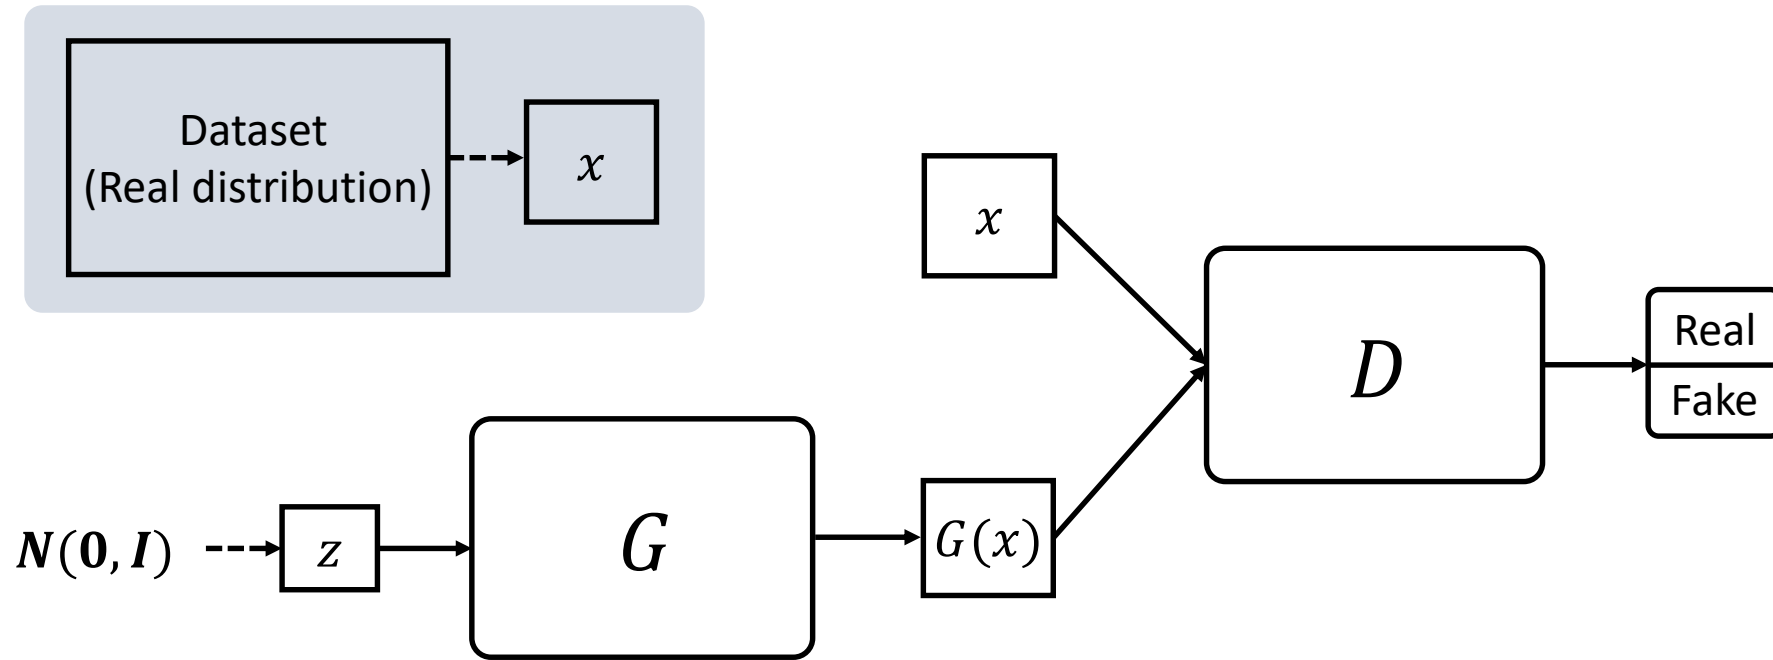 Dataset
(Real distribution)
x
x
D
Real
Fake
N(0, I)
z
G
G(x)